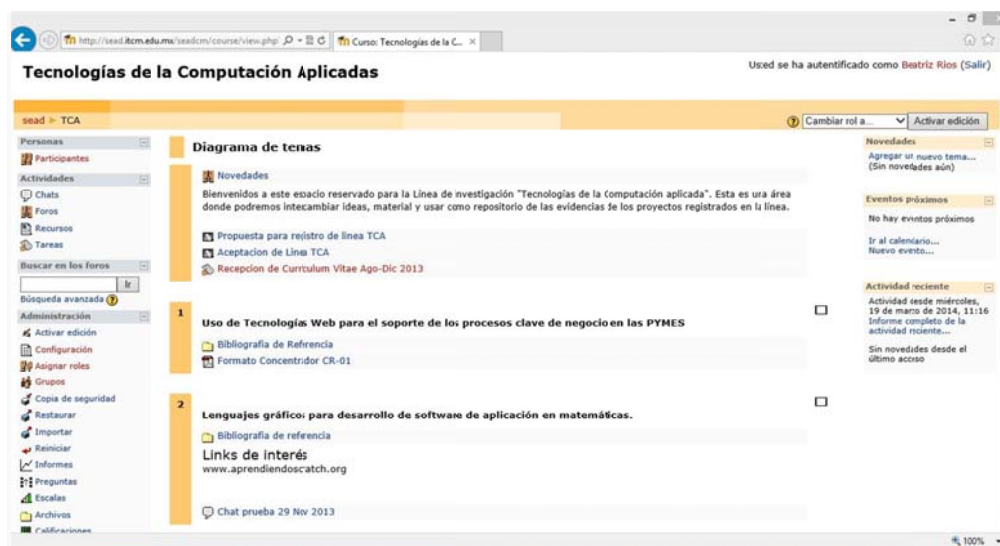 http://sead.itcm.edu.mx/seadcm/course/view.php
Curso: Tecnologías de la C...
Tecnologías de la Computación Aplicadas
Usted se ha autentificado como Beatriz Rios (Salir)
sead ► TCA
Cambiar rol a...
Activar edición
Personas
Participantes
Actividades
Chats
Foros
Recursos
Tareas
Buscar en los foros
Ir
Búsqueda avanzada
Administración
Activar edición
Configuración
Asignar roles
Grupos
Copia de seguridad
Restaurar
Importar
Reiniciar
Informes
Preguntas
Escalas
Archivos
Calificaciones
Diagrama de temas
Novedades
Bienvenidos a este espacio reservado para la Línea de investigación "Tecnologías de la Computación aplicada". Esta es una área
donde podremos intecambiar ideas, material y usar como repositorio de las evidencias de los proyectos registrados en la línea.
Propuesta para registro de linea TCA
Aceptacion de Linea TCA
Recepcion de Curriculum Vitae Ago-Dic 2013
1
Uso de Tecnologías Web para el soporte de los procesos clave de negocio en las PYMES
Bibliografia de Refrencia
Formato Concentrador CR-01
2
Lenguajes gráficos para desarrollo de software de aplicación en matemáticas.
Bibliografia de referencia
Links de interés
www.aprendiendoscatch.org
Chat prueba 29 Nov 2013
Novedades
Agregar un nuevo tema...
(Sin novedades aún)
Eventos próximos
No hay eventos próximos
Ir al calendario...
Nuevo evento...
Actividad reciente
Actividad desde miércoles,
19 de marzo de 2014, 11:16
Informe completo de la
actividad reciente...
Sin novedades desde el
último acceso
100%